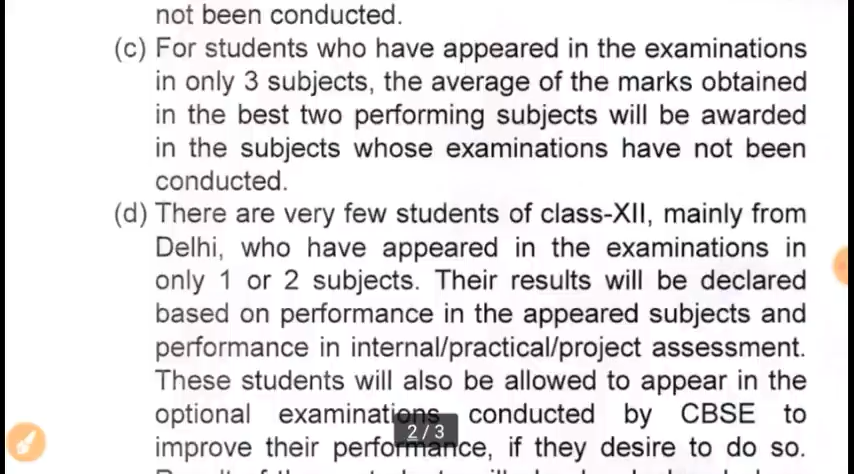 not been conducted.
(c) For students who have appeared in the examinations
in only 3 subjects, the average of the marks obtained
in the best two performing subjects will be awarded
in the subjects whose examinations have not been
conducted.
(d) There are very few students of class-XII, mainly from
Delhi, who have appeared in the examinations in
only 1 or 2 subjects. Their results will be declared
based on performance in the appeared subjects and
performance in internal/practical/project assessment.
These students will also be allowed to appear in the
optional examinations conducted by CBSE to
2/3
improve their performance, if they desire to do so.